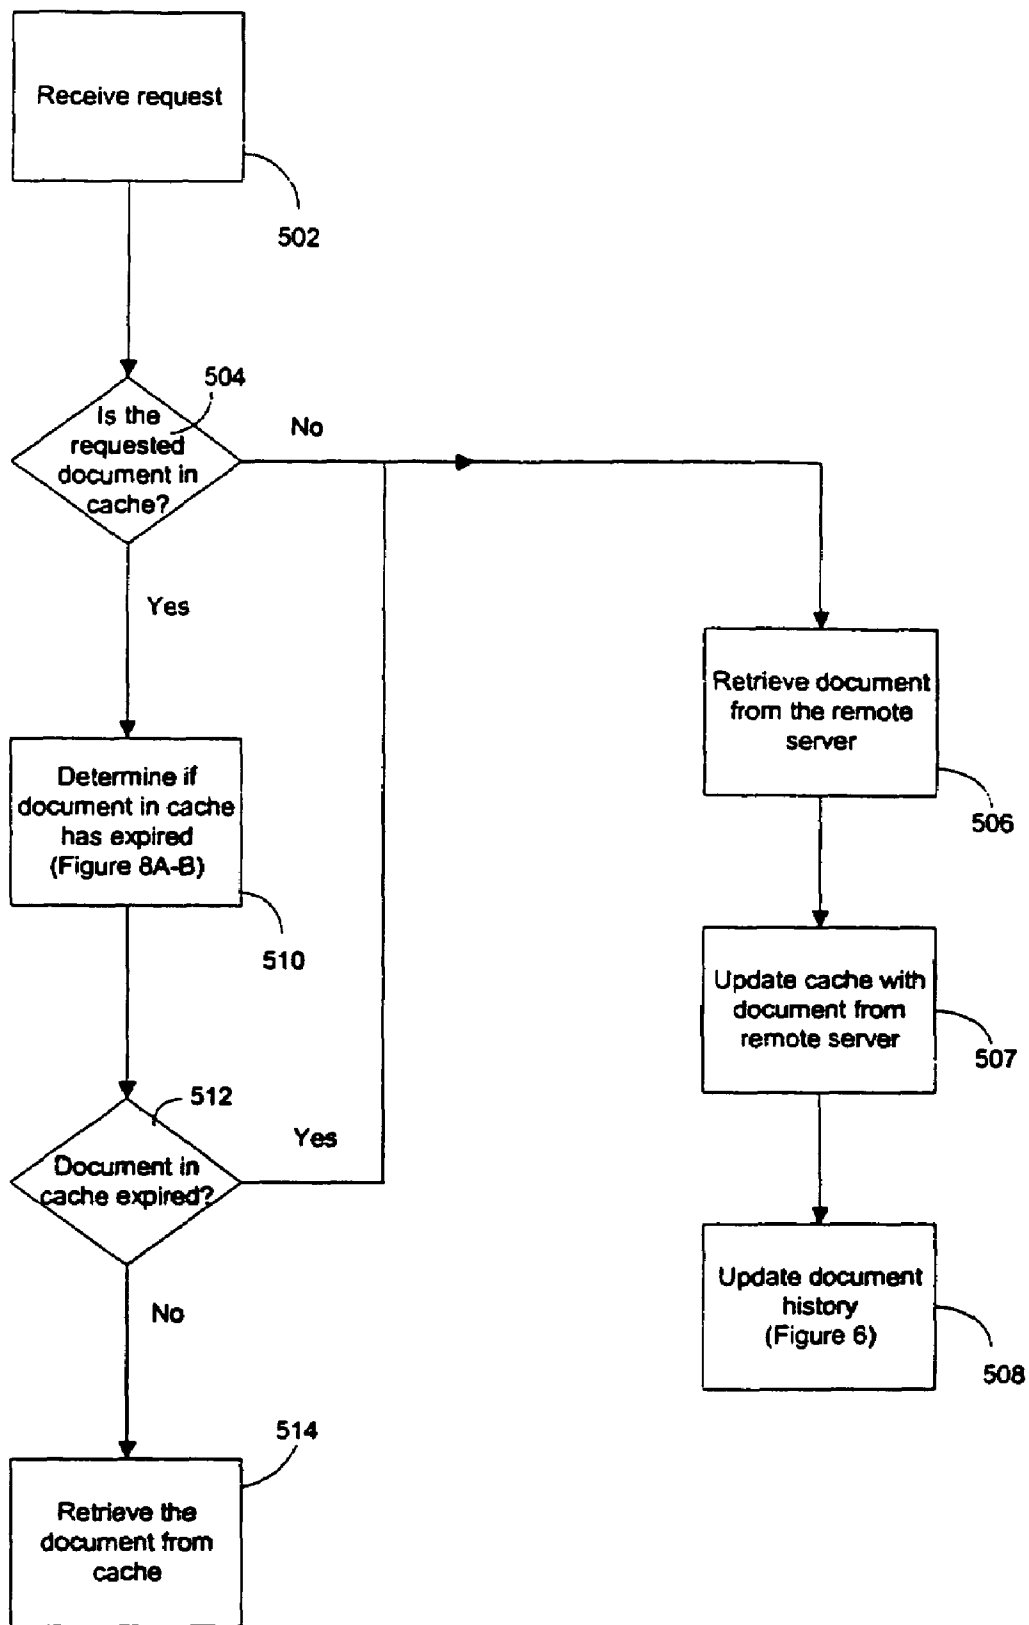 Receive request
502
504
Is the
requested
document in
cache?
No
Yes
Retrieve document
from the remote
server
506
Determine if
document in cache
has expired
(Figure 8A-B)
510
Update cache with
document from
remote server
507
512
Document in
cache expired?
Yes
No
Update document
history
(Figure 6)
508
514
Retrieve the
document from
cache